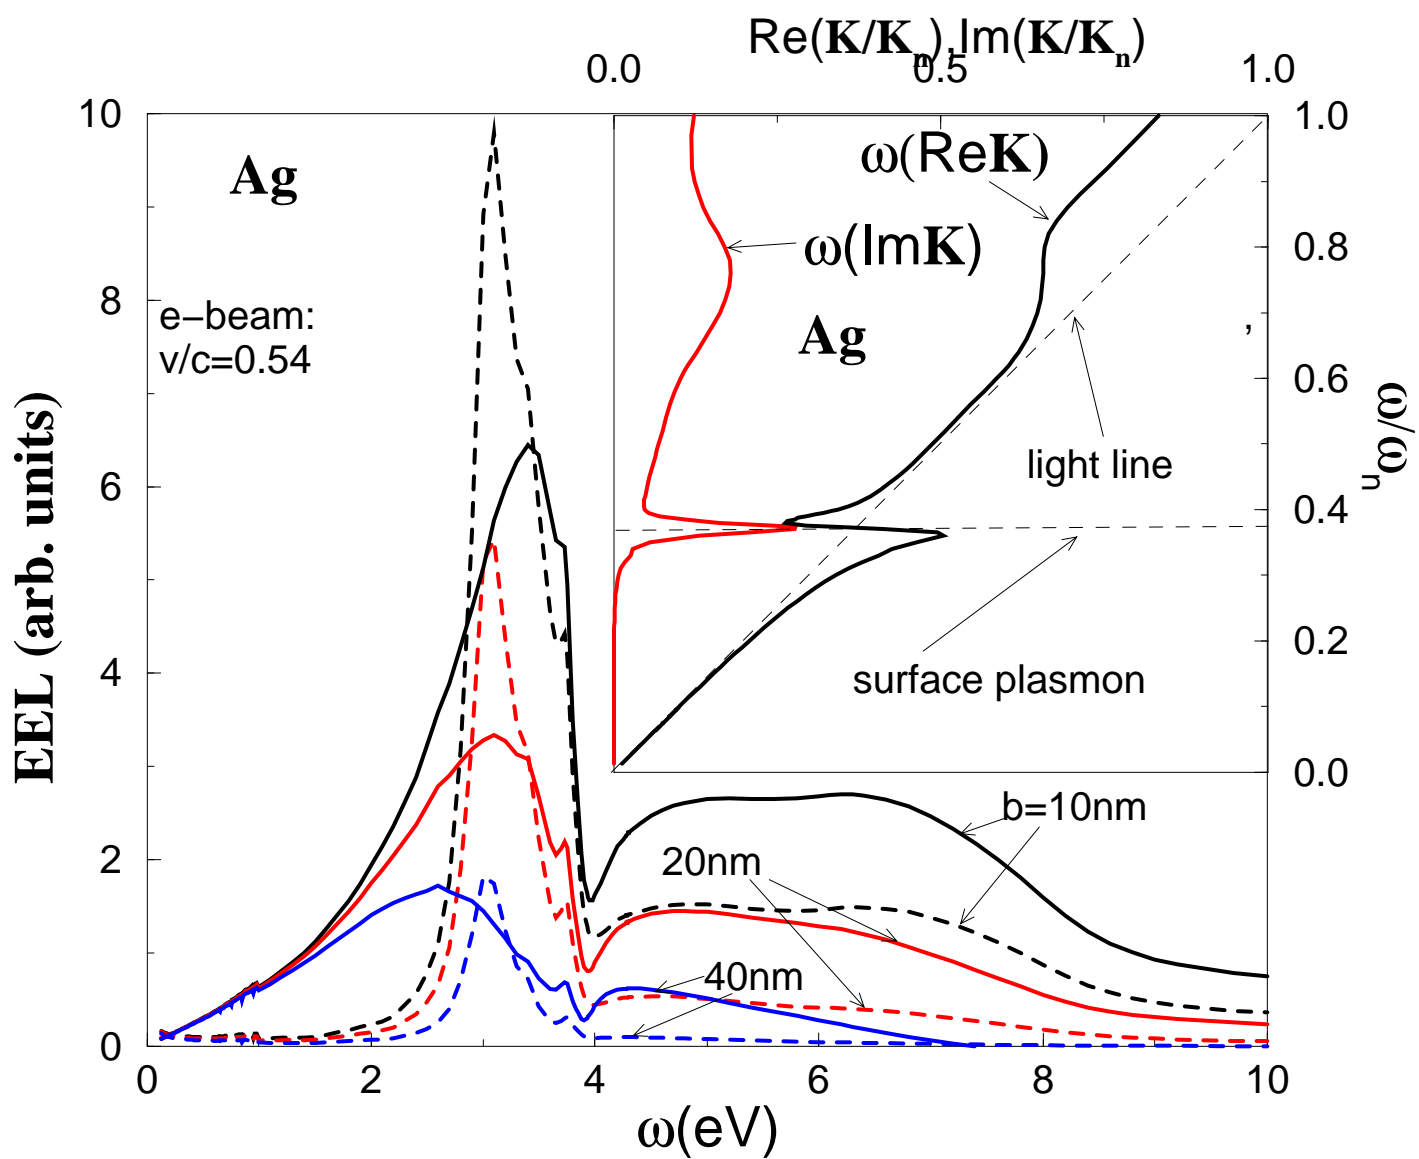 Re(K/Kn),Im(K/Kn)
0.0 0.5 1.0
10 8 6 4 2 0
EEL (arb. units)
Ag
e−beam:
v/c=0.54
ω(ReK)
ω(ImK)
Ag
light line
surface plasmon
,
1.0 0.8 0.6 0.4 0.2 0.0
ω/ωn
b=10nm
20nm
40nm
0 2 4 6 8 10
ω(eV)